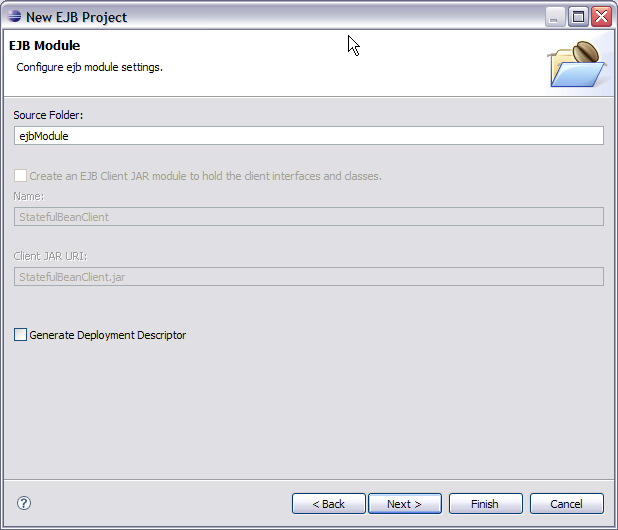 New EJB Project
EJB Module
Configure ejb module settings.
Source Folder:
ejbModule
Create an EJB Client JAR module to hold the client interfaces and classes.
Name:
StatefulBeanClient
Client JAR URI:
StatefulBeanClient.jar
Generate Deployment Descriptor
? < Back Next > Finish Cancel